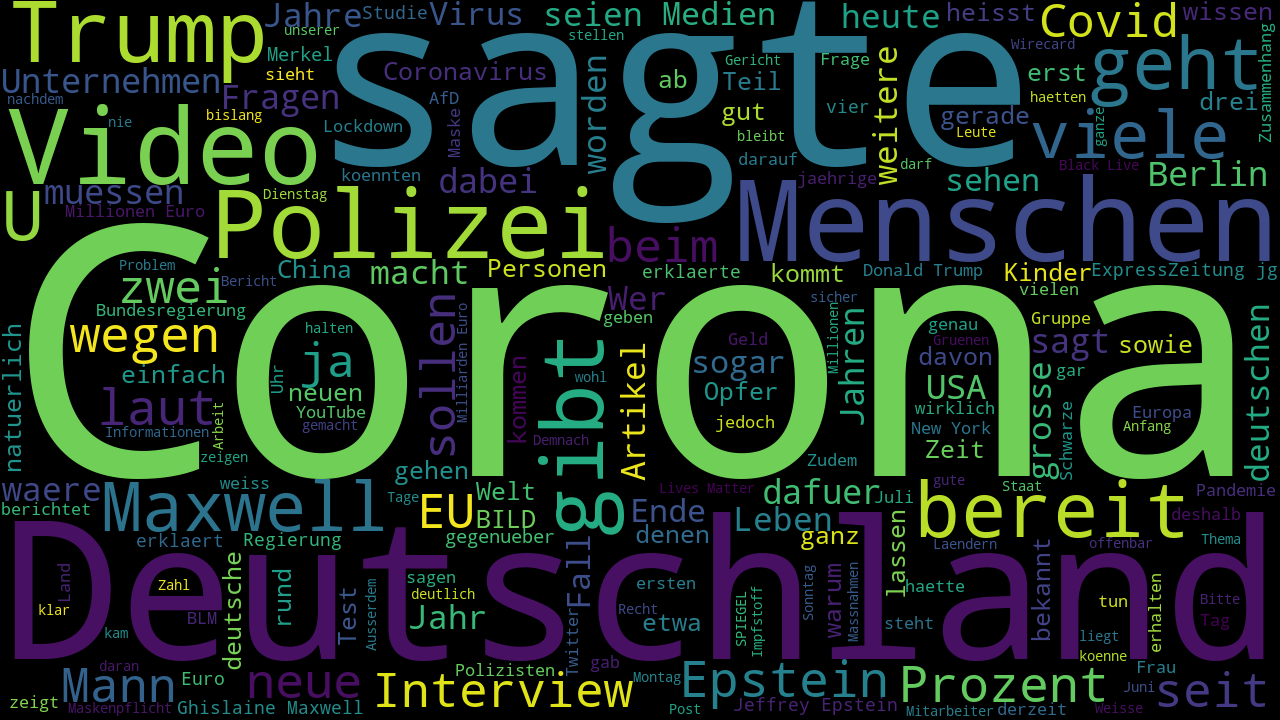 Trump
Jahre
Studie
Virus
seien
Medien
heute
heisst
Covid
wissen
unserer
stellen
sagte
Merkel
sieht
Coronavirus
worden
ab
Gericht
Teil
Frage
weitere
Wirecard
erst
geht
Zusammenhang
Unternehmen
nachdem
Fragen
AfD
bislang
Video
nie
Lockdown
Maske
gut
vier
bleibt
haetten
drei
gerade
Leute
viele
ganze
koennten
darauf
darf
Black Live
muessen
Dienstag
dabei
jaehrige
sehen
Berlin
U
Millionen Euro
Polizei
beim
Menschen
Problem
China
macht
Personen
erklaerte
kommt
Donald Trump
Kinder
ExpressZeitung jg
Bericht
zwei
Wer
sicher
vielen
Bundesregierung
geben
Corona
wegen
halten
sollen
Milliarden Euro
gibt
Geld
Millionen
Jahren
genau
Gruenen
Gruppe
sagt
sowie
deutschen
natuerlich
ja
einfach
Uhr
neuen
YouTube
gemacht
wohl
Artikel
sogar
Opfer
davon
gar
USA
laut
Informationen
Arbeit
kommen
Demnach
jedoch
wirklich
New York
grosse
Europa
Anfang
zeigen
gehen
Zudem
Zeit
Schwarze
waere
weiss
Tage
EU
Welt
Lives Matter
dafuer
Juli
gute
Staat
Pandemie
berichtet
Maxwell
BILD
Ende
Leben
bereit
deshalb
erklaert
Regierung
gegenueber
denen
ganz
lassen
Laendern
offenbar
Thema
Deutschland
Land
Zahl
deutsche
rund
Test
Ausserdem
sagen
deutlich
Fall
ersten
SPIEGEL
Impfstoff
Sonntag
warum
Massnahmen
haette
bekannt
erhalten
Bitte
klar
BLM
Jahr
Recht
etwa
steht
tun
Tag
kam
Twitter
liegt
koenne
daran
Polizisten
gab
Frau
zeigt
Mann
Euro
neue
Interview
Montag
Epstein
Prozent
Juni
seit
Maskenpflicht
Ghislaine Maxwell
Post
Jeffrey Epstein
Mitarbeiter
derzeit
Weisse